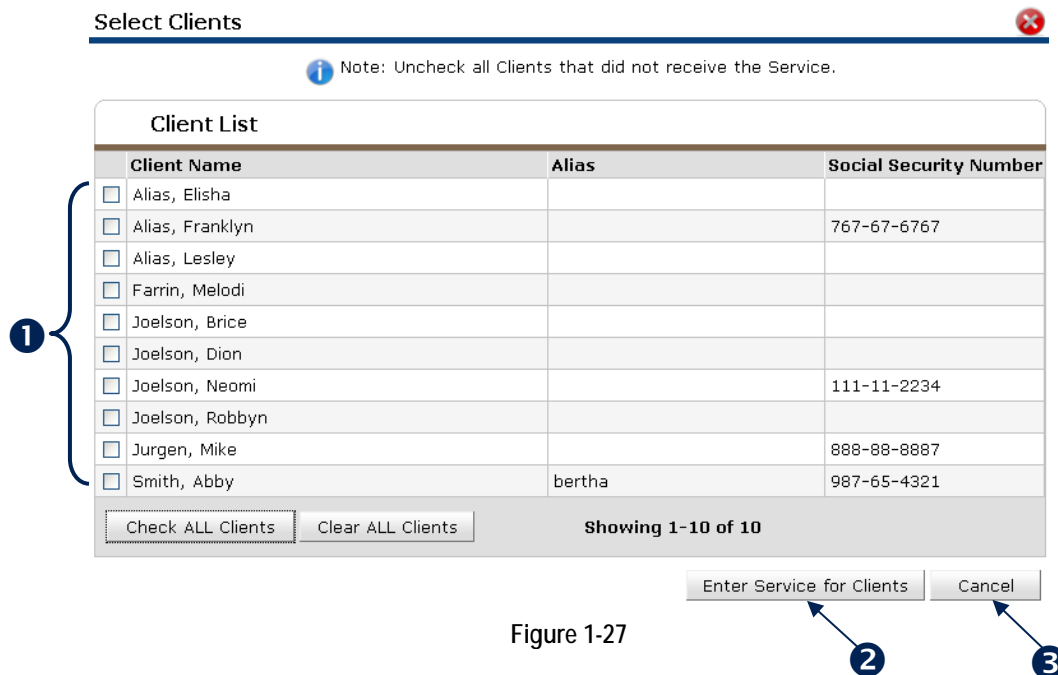 Select Clients
Note: Uncheck all Clients that did not receive the Service.
Client List
Client Name Alias Social Security Number
Alias, Elisha
Alias, Franklyn 767-67-6767
Alias, Lesley
Farrin, Melodi
Joelson, Brice
Joelson, Dion
Joelson, Neomi 111-11-2234
Joelson, Robbyn
Jurgen, Mike 888-88-8887
Smith, Abby bertha 987-65-4321
1
Check ALL Clients Clear ALL Clients Showing 1-10 of 10
Enter Service for Clients Cancel
Figure 1-27
2 3